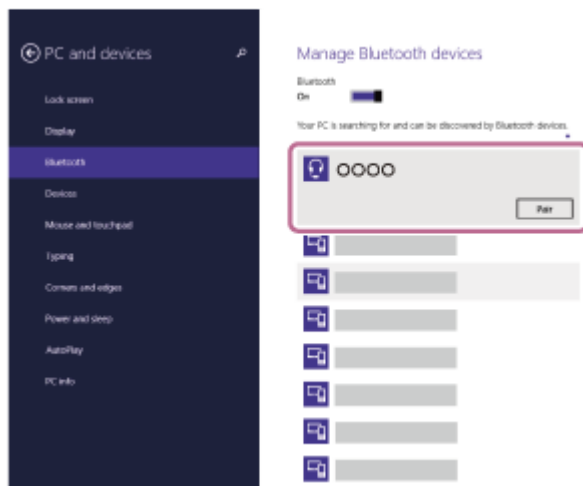 PC and devices
Lock screen
Display
Bluetooth
Devices
Mouse and touchpad
Typing
Corners and edges
Power and sleep
AutoPlay
PC info
Manage Bluetooth devices
Bluetooth
On
Your PC is searching for and can be discovered by Bluetooth devices.
OOOO
Pair